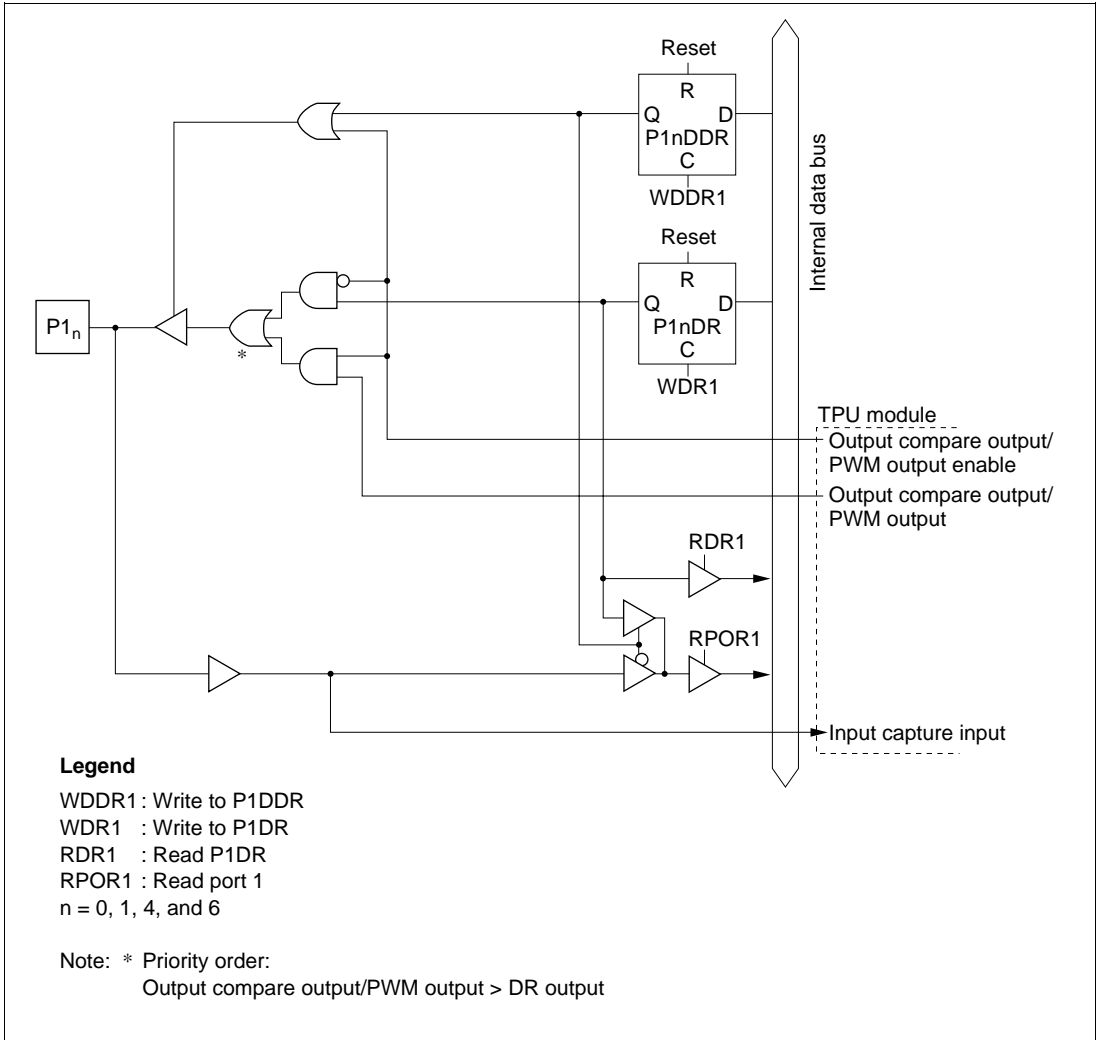 Reset
R
Q D
P1nDDR
C
WDDR1
Internal data bus
Reset
R
Q D
P1nDR
C
WDR1
P1n
*
TPU module
Output compare output/
PWM output enable
Output compare output/
PWM output
RDR1
RPOR1
Input capture input
Legend
WDDR1 : Write to P1DDR
WDR1 : Write to P1DR
RDR1 : Read P1DR
RPOR1 : Read port 1
n = 0, 1, 4, and 6
Note: * Priority order:
Output compare output/PWM output > DR output